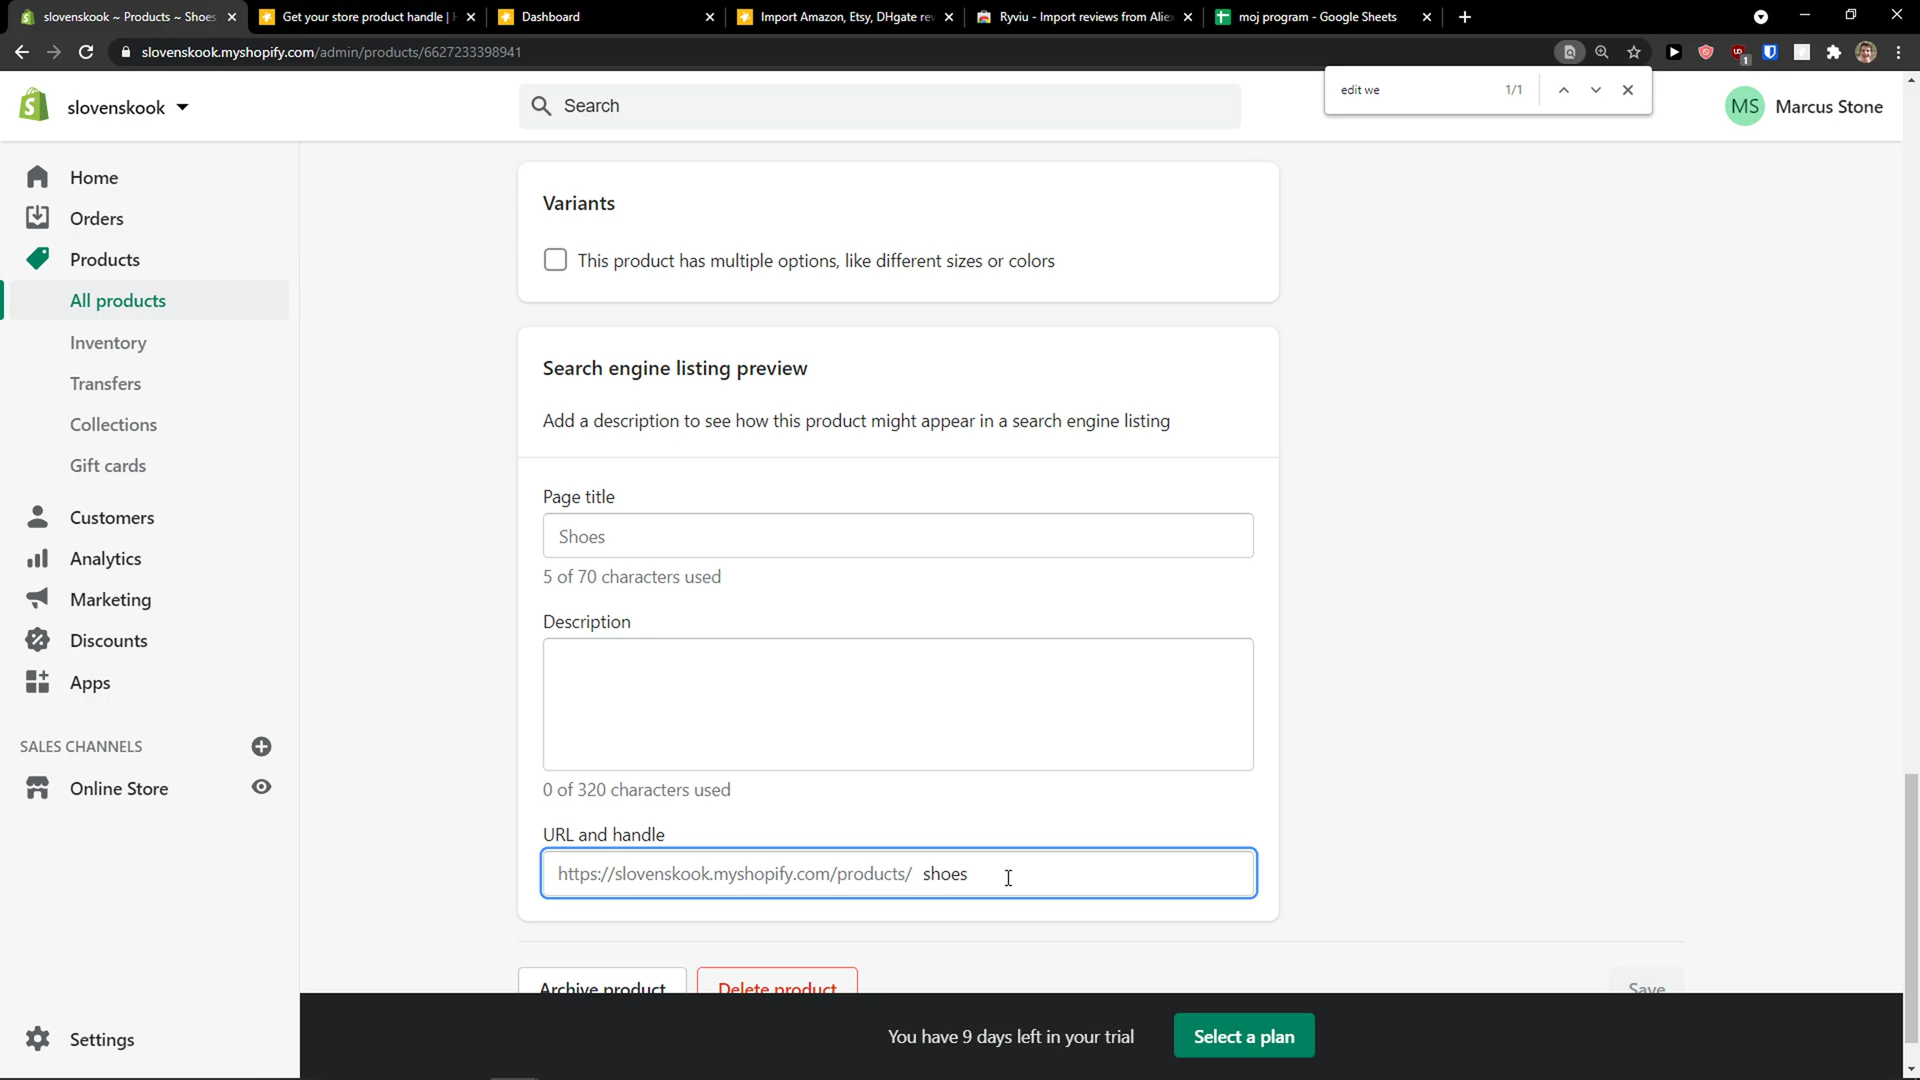 slovenskook ~ Products ~ Shoes
Get your store product handle |
Dashboard
Import Amazon, Etsy, DHgate rev
Ryviu - Import reviews from Alie
moj program - Google Sheets
slovenskook.myshopify.com/admin/products/6627233398941
1
edit we 1/1
slovenskook
Search
MS Marcus Stone
Home
Orders
Products
All products
Inventory
Transfers
Collections
Gift cards
Customers
Analytics
Marketing
Discounts
Apps
SALES CHANNELS
Online Store
Settings
Variants
This product has multiple options, like different sizes or colors
Search engine listing preview
Add a description to see how this product might appear in a search engine listing
Page title
Shoes
5 of 70 characters used
Description
0 of 320 characters used
URL and handle
https://slovenskook.myshopify.com/products/ shoes
Archive product Delete product Save
You have 9 days left in your trial Select a plan